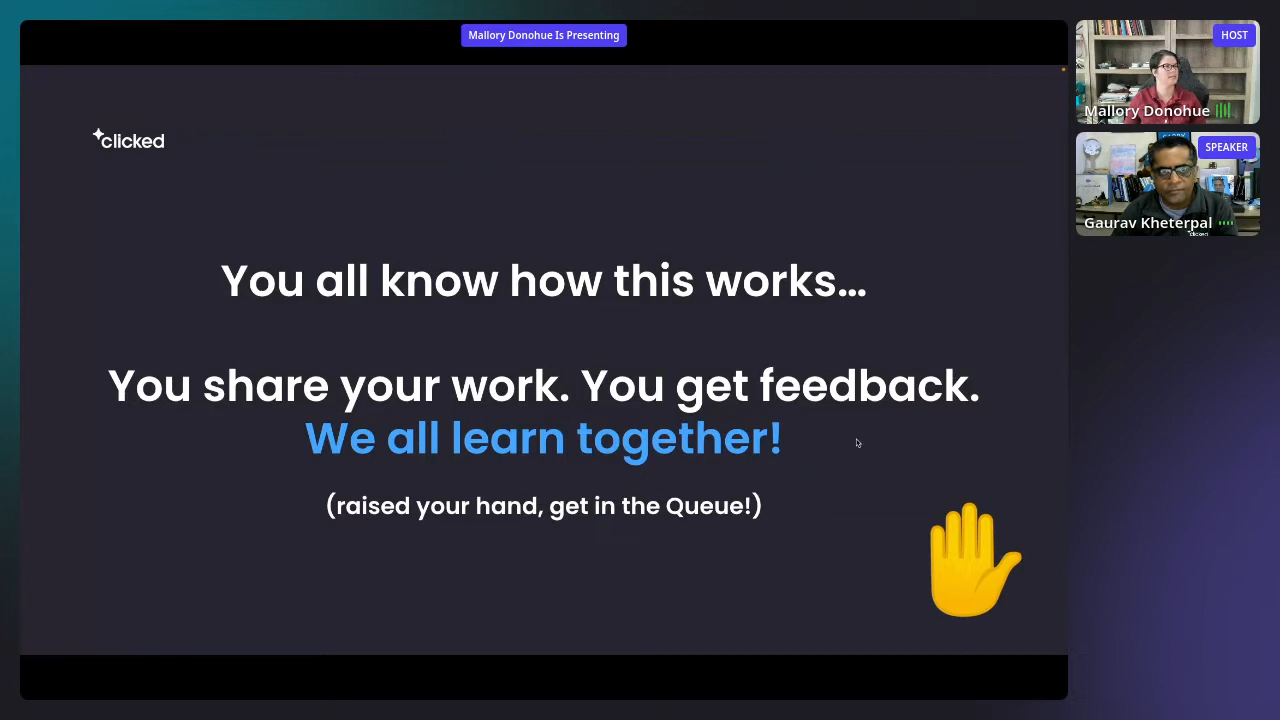 Mallory Donohue Is Presenting
clicked
You all know how this works...
You share your work. You get feedback.
We all learn together!
(raised your hand, get in the Queue!)
HOST
Mallory Donohue
SPEAKER
Gaurav Kheterpal
clicked